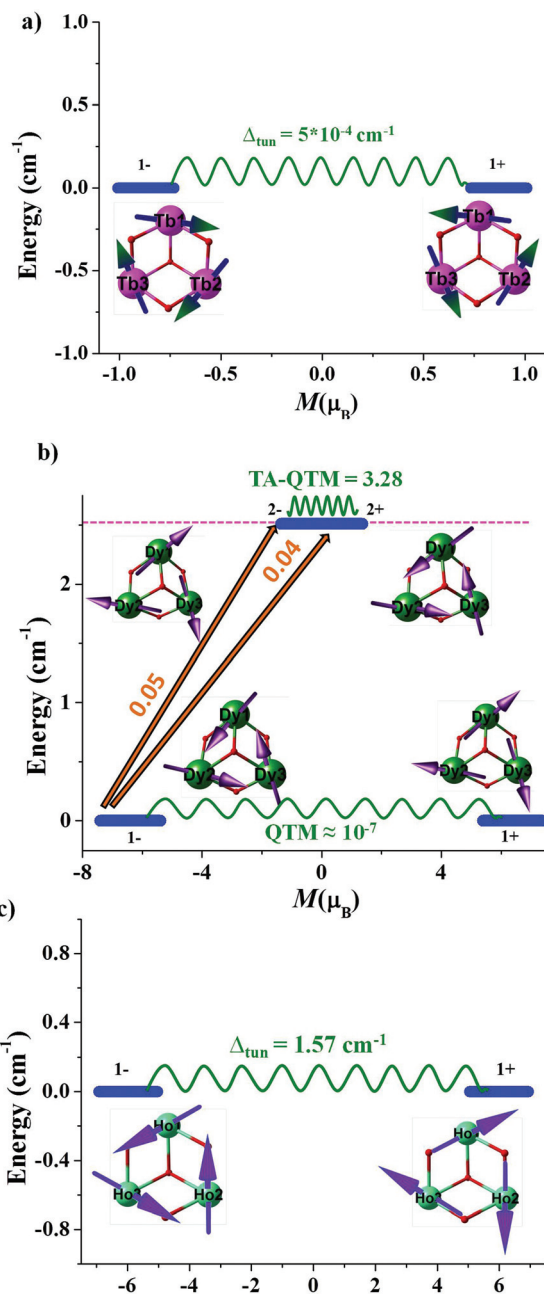 a)
1.0
0.5
Δtun = 5*10-4 cm-1
1-
1+
0.0
Energy (cm-1)
Tb1
Tb3
Tb2
Tb1
Tb3
Tb2
-0.5
-1.0
-1.0
-0.5
0.0
0.5
1.0
M(μB)
b)
TA-QTM = 3.28
2-
2+
Dy1
Dy2
Dy3
Dy1
Dy2
Dy3
2
0.04
0.05
Energy (cm-1)
1
Dy1
Dy2
Dy3
Dy1
Dy2
Dy3
0
QTM ≈ 10-7
1-
1+
-8
-4
0
4
M(μB)
c)
0.8
0.4
Δtun = 1.57 cm-1
1-
1+
0.0
Energy (cm-1)
Ho
Ho2
Ho
Ho2
-0.4
-0.8
-6
-4
-2
0
2
4
6